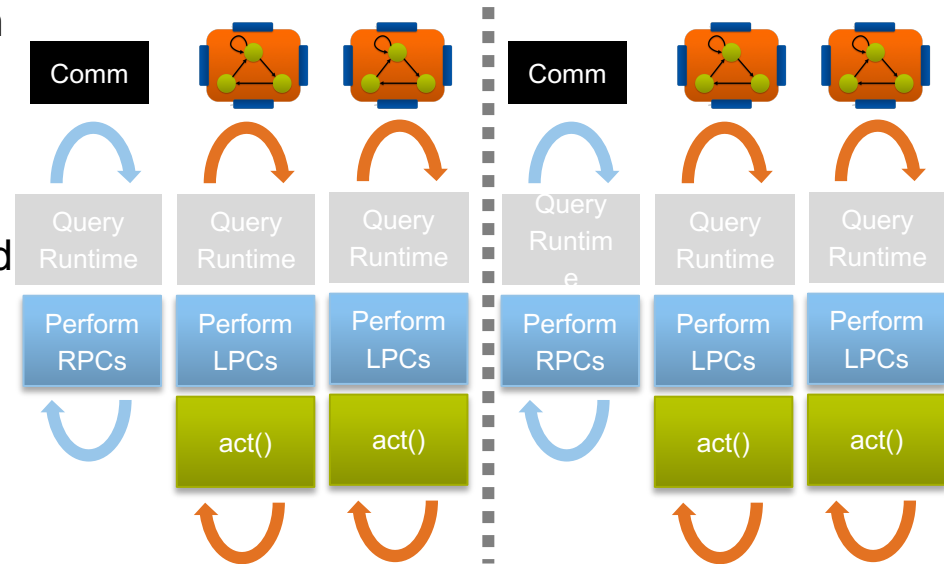 Comm
Comm
Query
Runtime
Query
Runtime
Query
Runtime
Query
Runtim
e
Query
Runtime
Query
Runtime
d
Perform
RPCs
Perform
LPCs
Perform
LPCs
Perform
RPCs
Perform
LPCs
Perform
LPCs
act()
act()
act()
act()